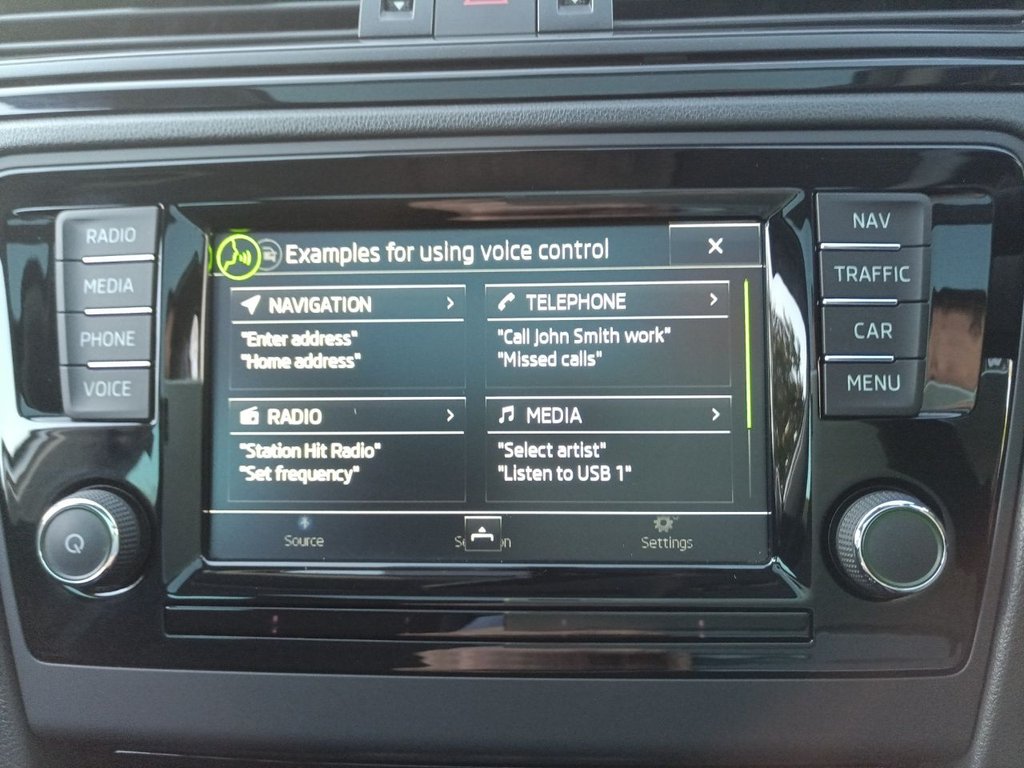 RADIO
MEDIA
PHONE
VOICE
Examples for using voice control
NAVIGATION
"Enter address"
"Home address"
TELEPHONE
"Call John Smith work"
"Missed calls"
RADIO
"Station Hit Radio"
"Set frequency"
MEDIA
"Select artist"
"Listen to USB 1"
Source
Settings
NAV
TRAFFIC
CAR
MENU